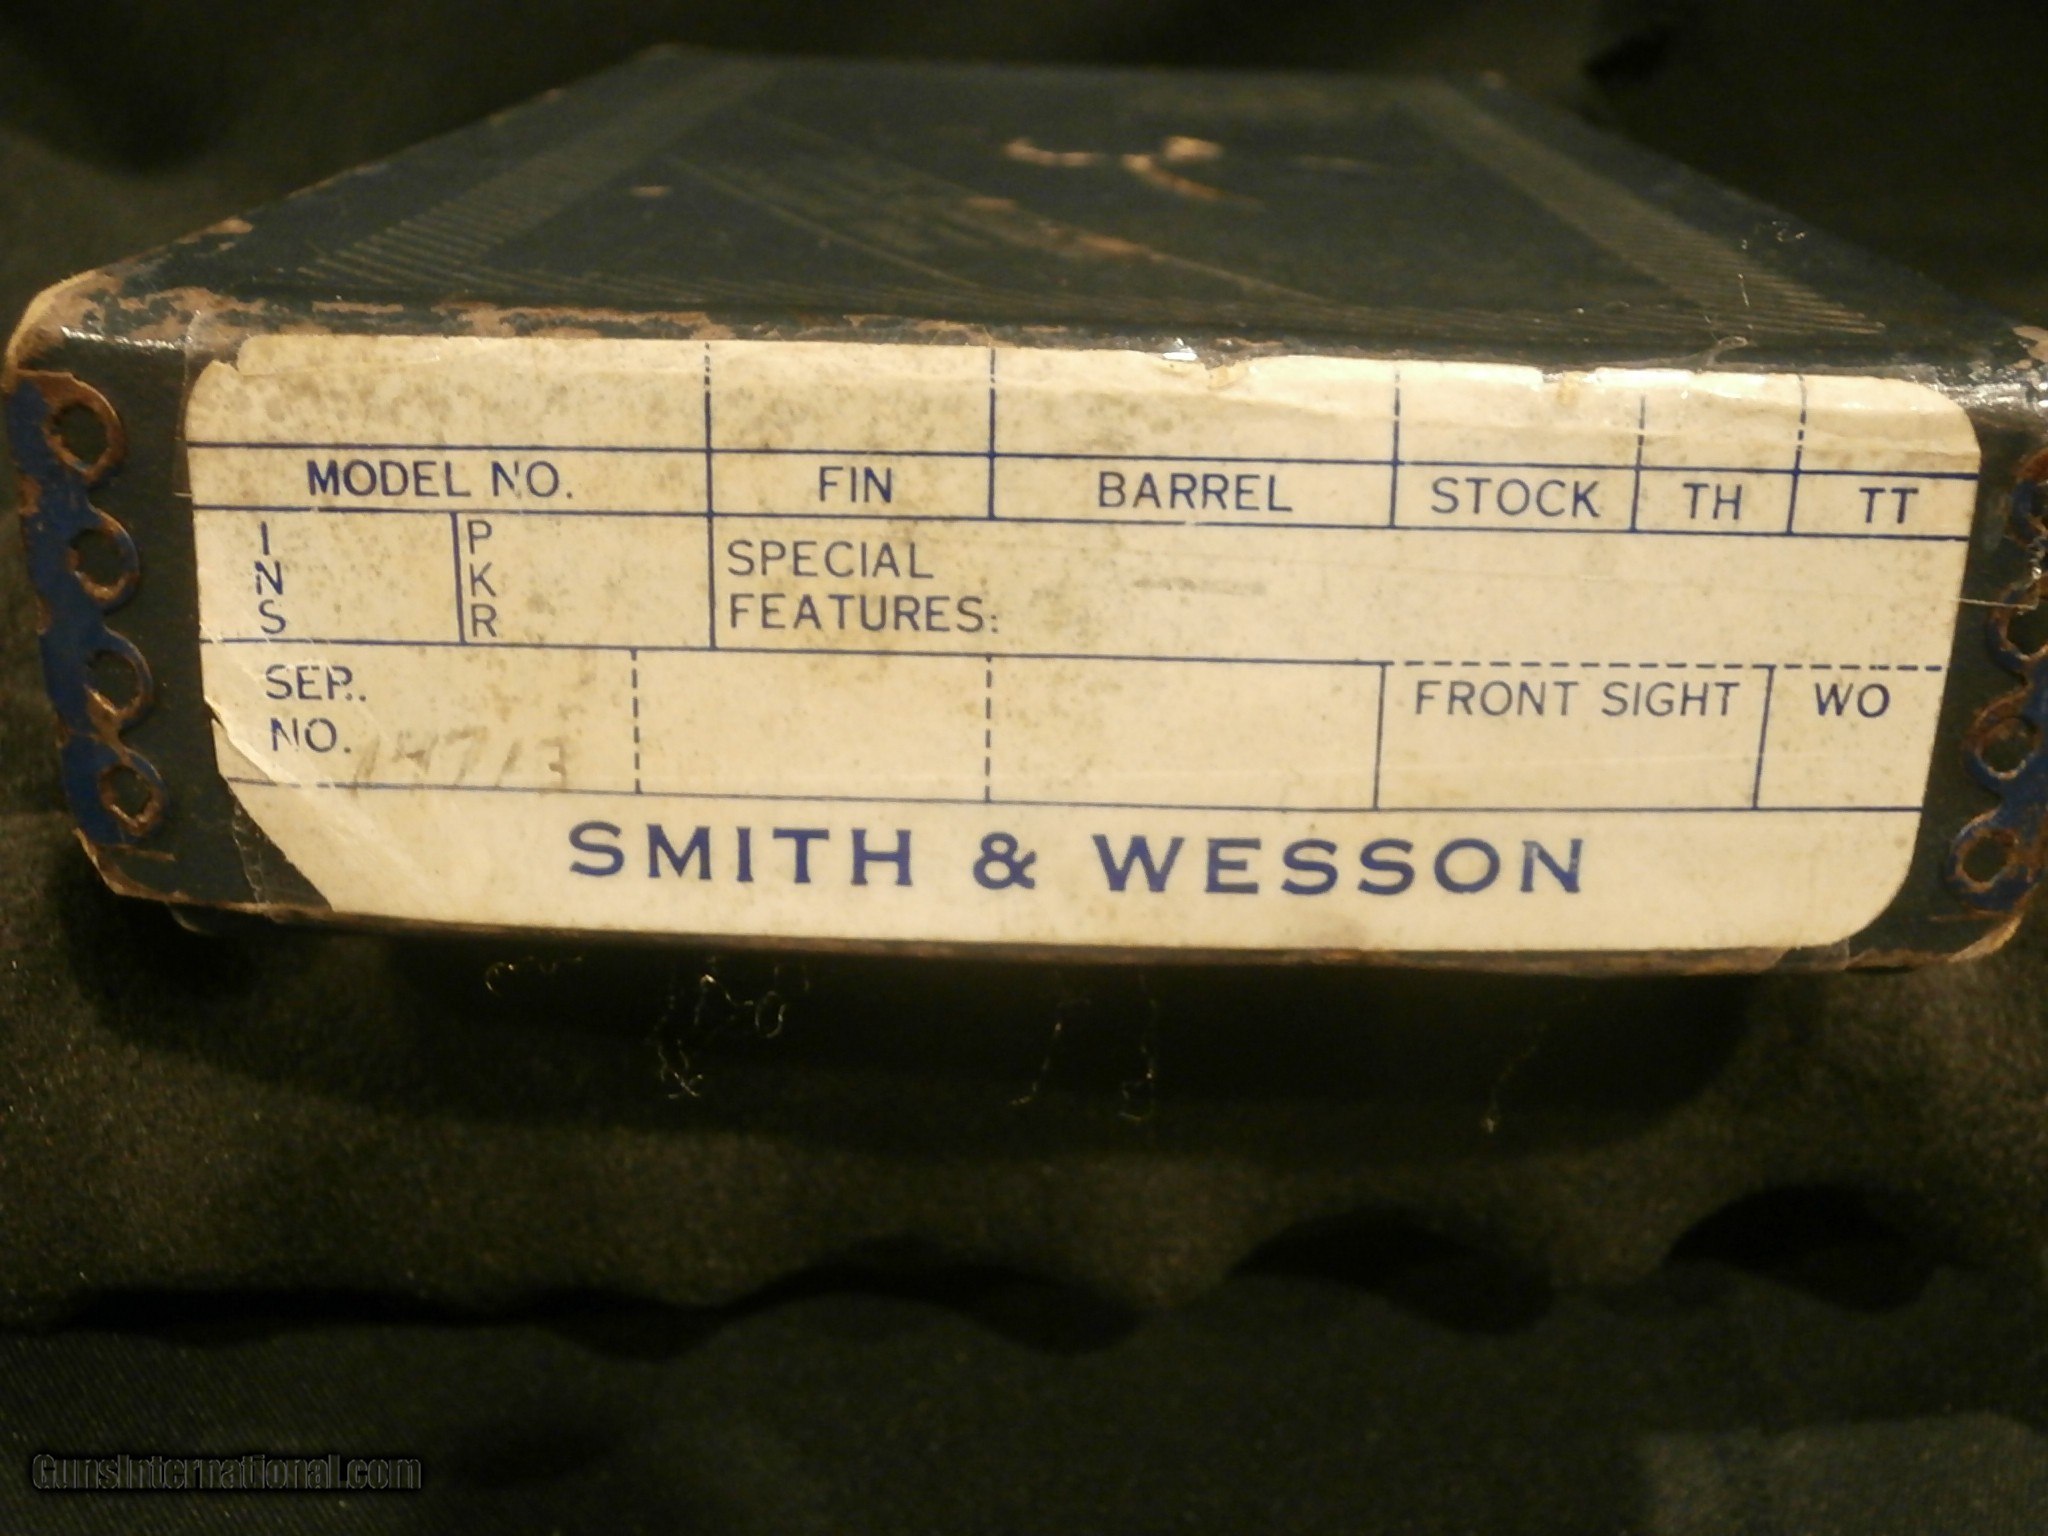 MODEL NO. FIN BARREL STOCK TH TT
INS PKR SPECIAL
FEATURES:
SER. FRONT SIGHT WO
NO.
SMITH & WESSON
GunsInternational.com